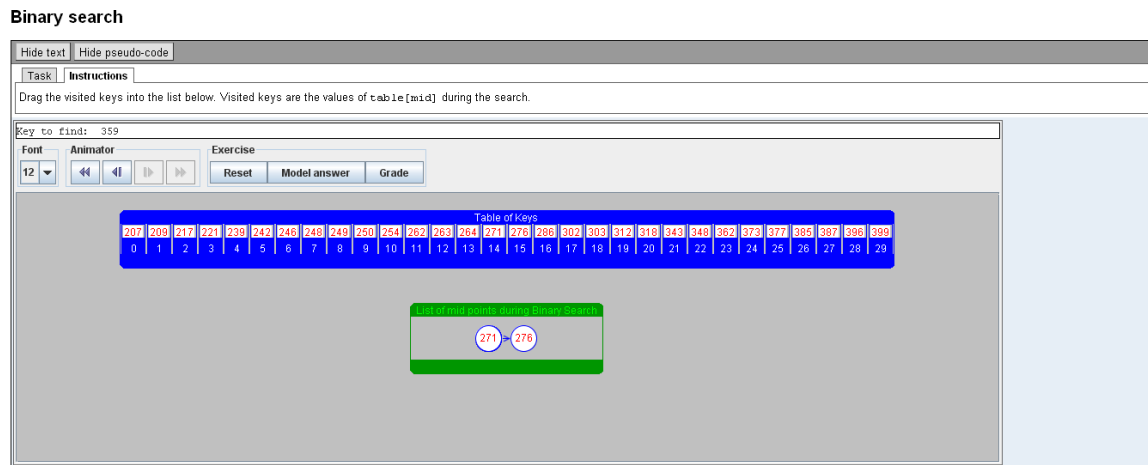 Binary search
Hide text Hide pseudo-code
Task Instructions
Drag the visited keys into the list below. Visited keys are the values of table[mid] during the search.
Key to find: 359
Font Animator Exercise
12 Reset Model answer Grade
Table of Keys
207 209 217 221 239 242 246 248 249 250 254 262 263 264 271 276 286 302 303 312 318 343 348 362 373 377 385 387 396 399
0 1 2 3 4 5 6 7 8 9 10 11 12 13 14 15 16 17 18 19 20 21 22 23 24 25 26 27 28 29
List of mid points during Binary Search
271 276